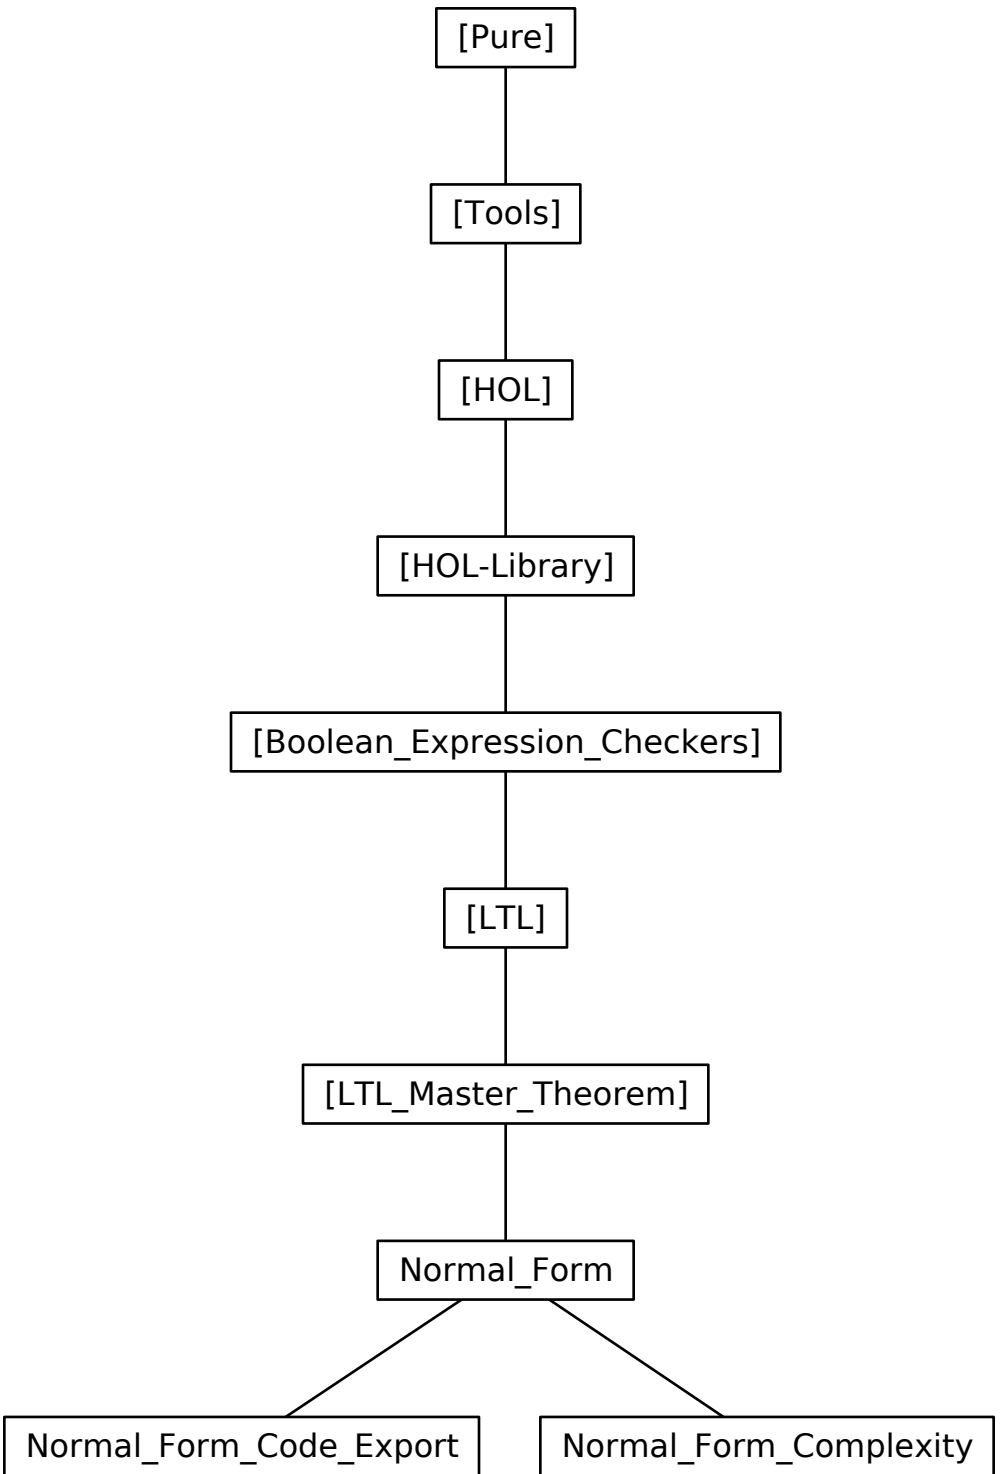 [Pure]
[Tools]
[HOL]
[HOL-Library]
[Boolean_Expression_Checkers]
[LTL]
[LTL_Master_Theorem]
Normal_Form
Normal_Form_Code_Export
Normal_Form_Complexity